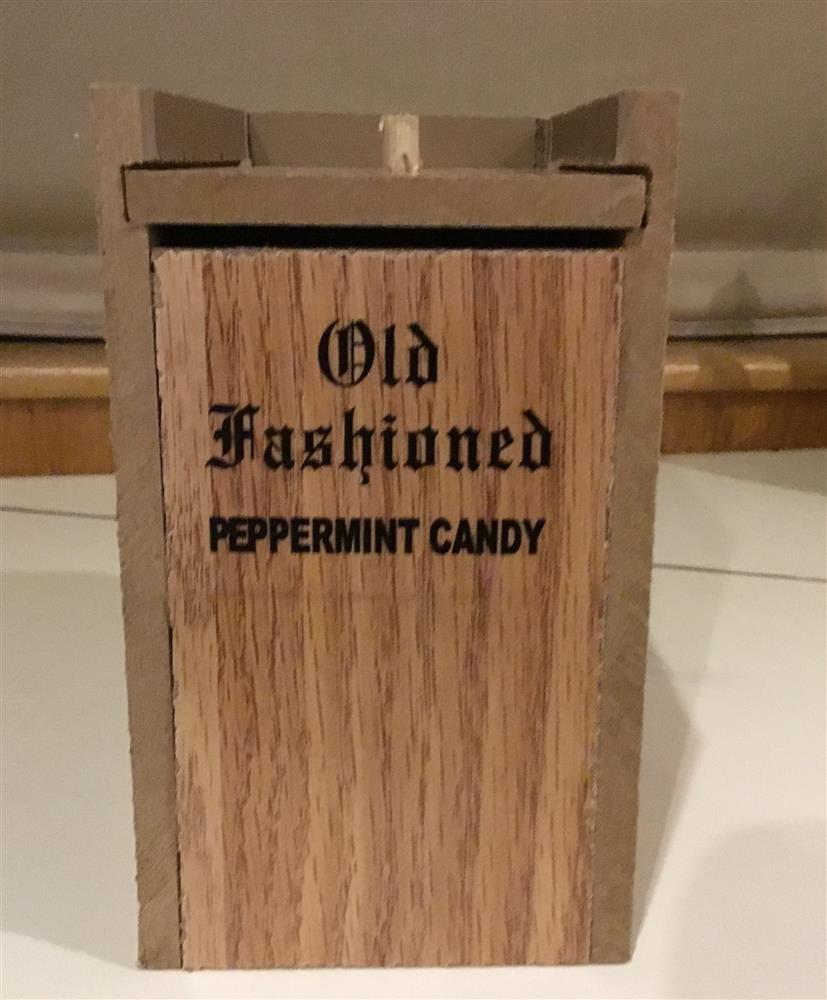 Old
Fashioned
PEPPERMINT CANDY